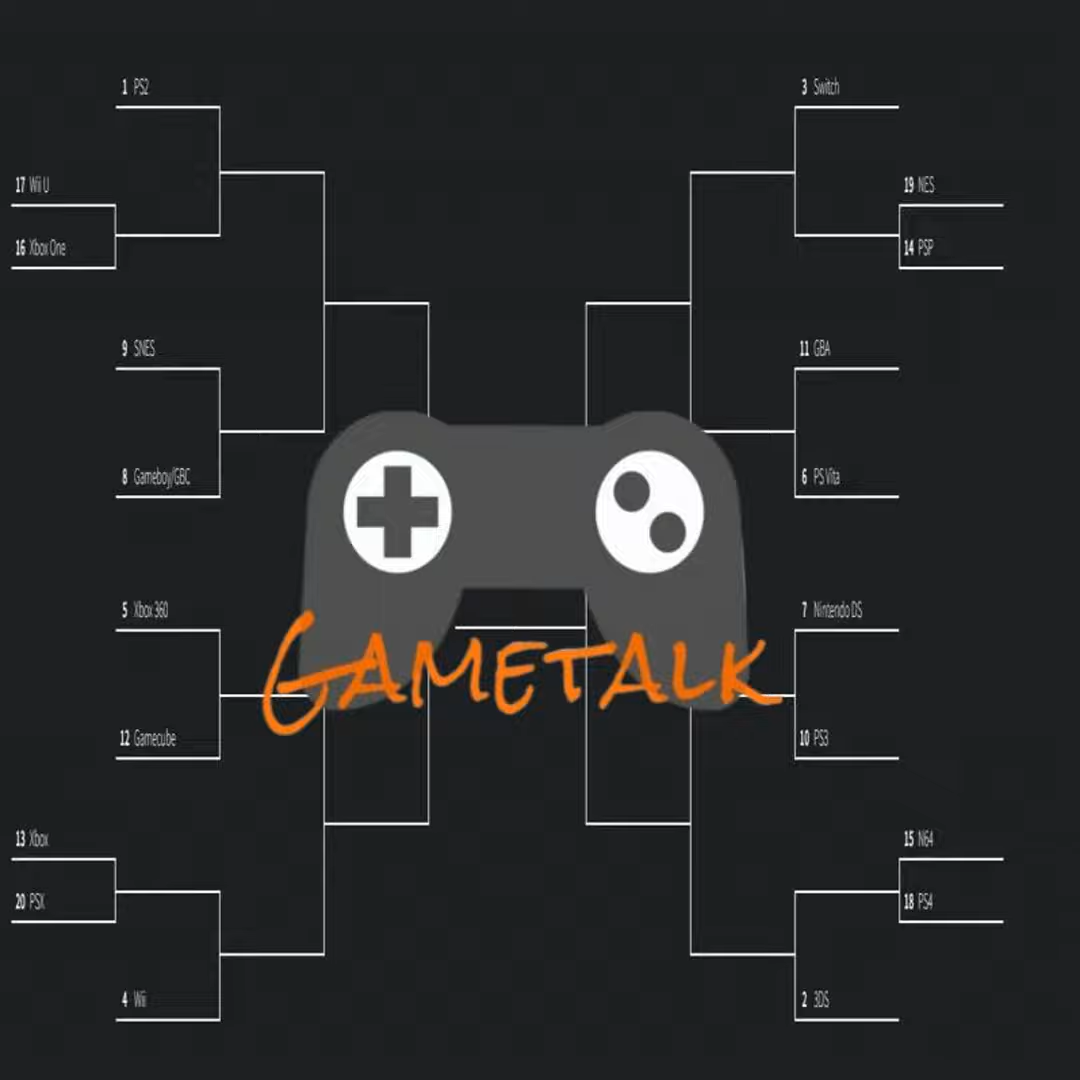 1 PS2
17 Wii U
16 Xbox One
9 SNES
8 Gameboy/GBC
5 Xbox 360
12 Gamecube
13 Xbox
20 PSX
4 Wii
3 Switch
19 NES
14 PSP
11 GBA
6 PS Vita
7 Nintendo DS
10 PS3
15 N64
18 PS4
2 3DS
GAMETALK